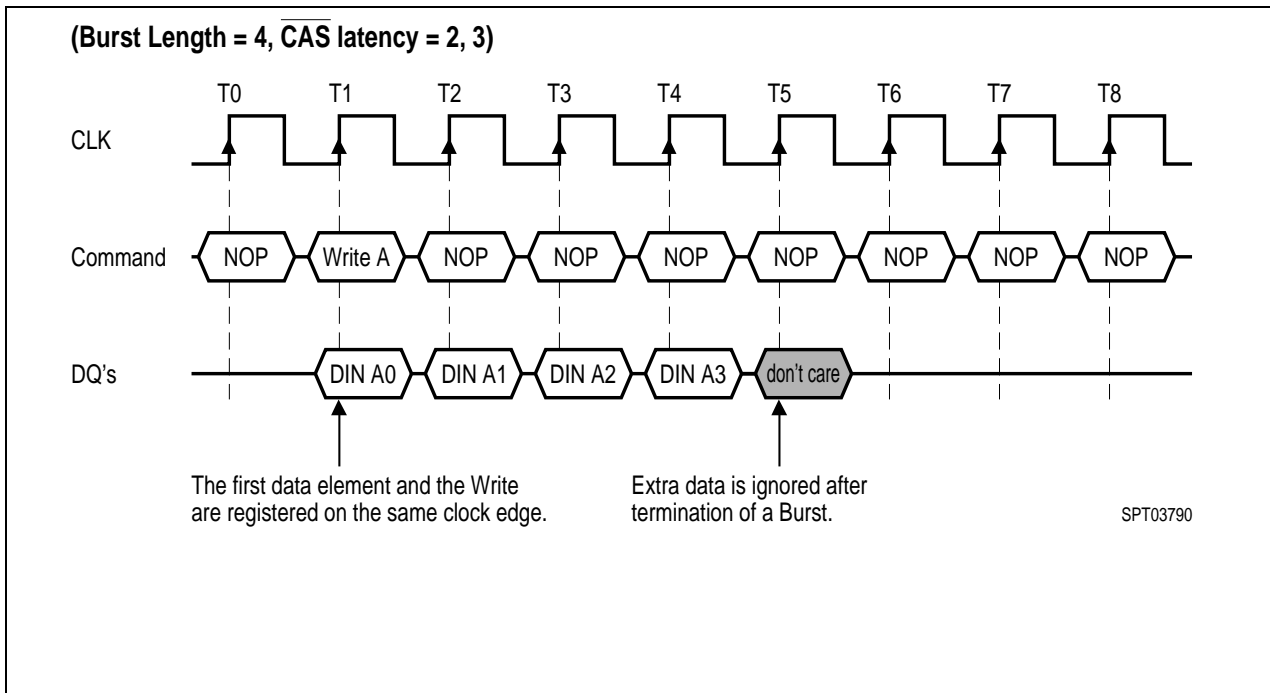 (Burst Length = 4, CAS latency = 2, 3)
T0 T1 T2 T3 T4 T5 T6 T7 T8
CLK
Command NOP Write A NOP NOP NOP NOP NOP NOP NOP
DQ's DIN A0 DIN A1 DIN A2 DIN A3 don't care
The first data element and the Write
are registered on the same clock edge.
Extra data is ignored after
termination of a Burst.
SPT03790